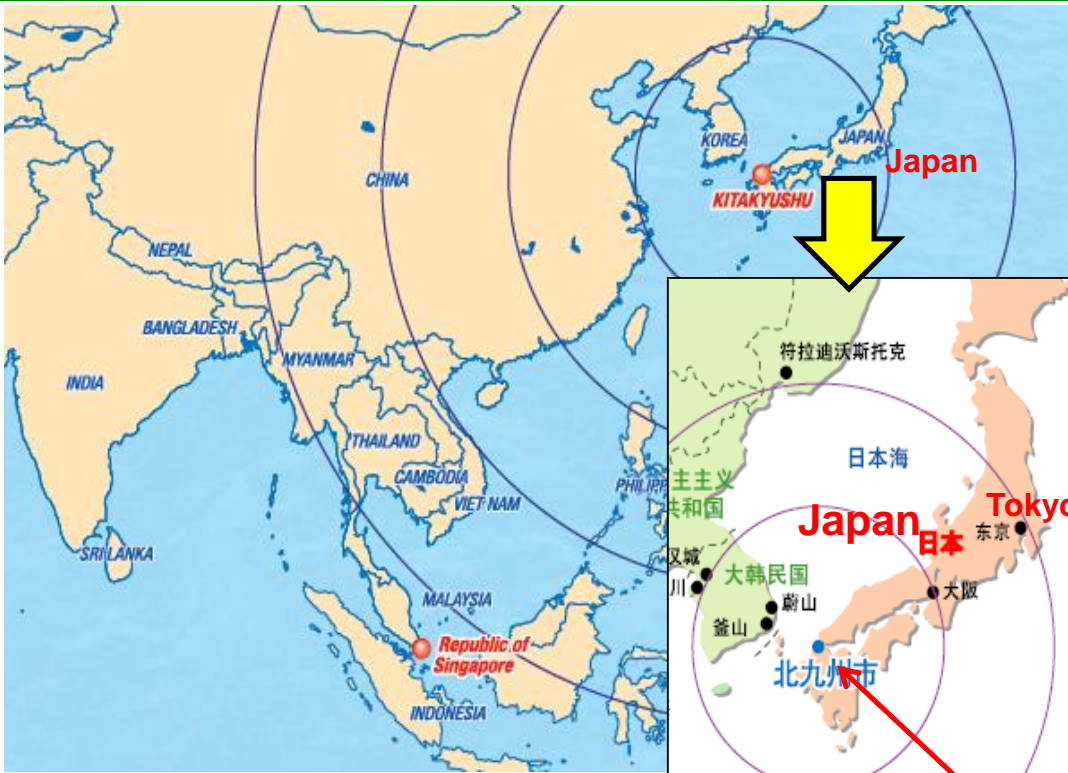 KOREA
JAPAN
Japan
CHINA
KITAKYUSHU
NEPAL
BANGLADESH
MYANMAR
INDIA
THAILAND
CAMBODIA
VIET NAM
PHILIPP
SRI LANKA
MALAYSIA
Republic of
Singapore
INDONESIA
符拉迪沃斯托克
日本海
主主义
共和国
Japan
日本
Tokyo
东京
汉城
川
大韩民国
蔚山
釜山
大阪
北九州市